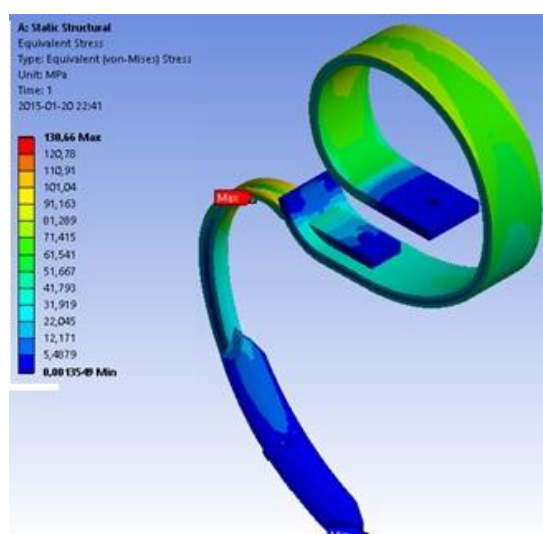 A: Static Structural
Equivalent Stress
Type: Equivalent (von-Mises) Stress
Unit: MPa
Time: 1
2015-01-20 22:41
130,66 Max
120,78
110,91
101,04
91,163
81,289
71,415
61,541
51,667
41,793
31,919
22,045
12,171
5,4879
0,0013549 Min
Max
Min